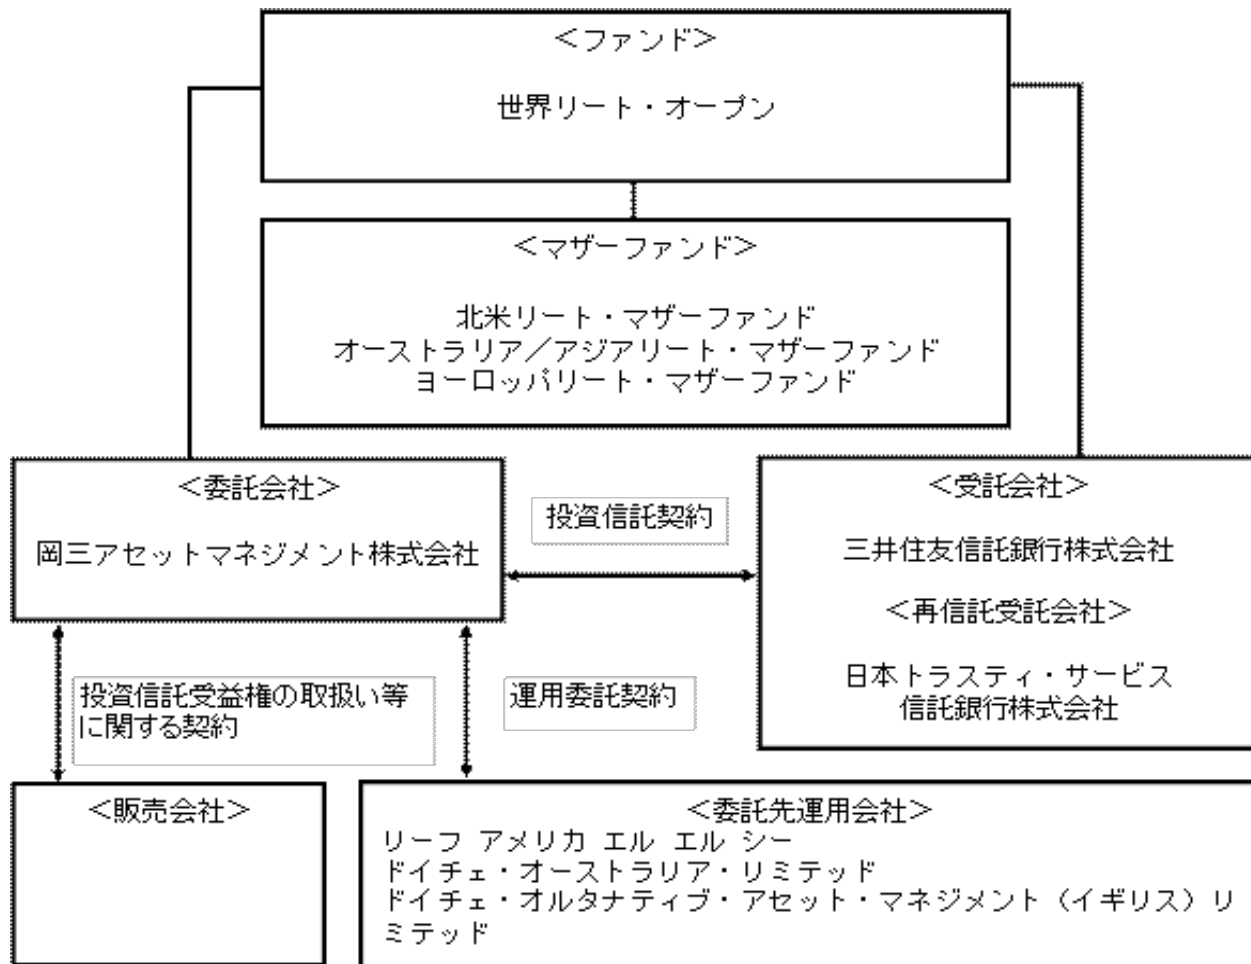 ＜ファンド＞
世界リート・オープン
＜マザーファンド＞
北米リート・マザーファンド
オーストラリア／アジアリート・マザーファンド
ヨーロッパリート・マザーファンド
＜委託会社＞
岡三アセットマネジメント株式会社
投資信託契約
＜受託会社＞
三井住友信託銀行株式会社
＜再信託受託会社＞
日本トラスティ・サービス
信託銀行株式会社
投資信託受益権の取扱い等
に関する契約
運用委託契約
＜販売会社＞
＜委託先運用会社＞
リーフ アメリカ エル エル シー
ドイチェ・オーストラリア・リミテッド
ドイチェ・オルタナティブ・アセット・マネジメント（イギリス）リ
ミテッド